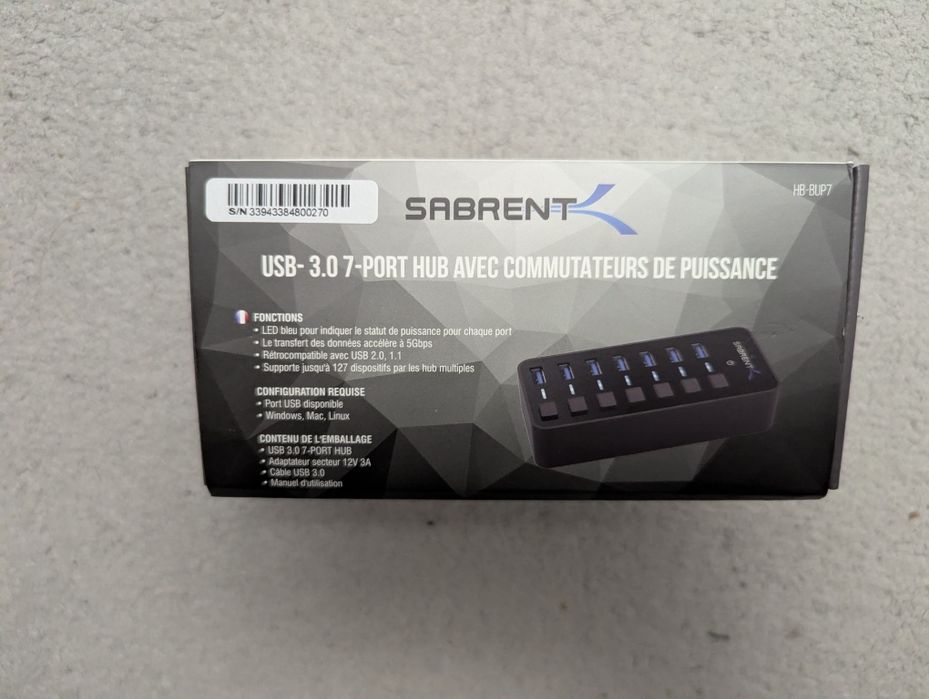 S/N 33943384800270
SABRENT
HB-BUP7
USB- 3.0 7-PORT HUB AVEC COMMUTATEURS DE PUISSANCE
FONCTIONS
• LED bleu pour indiquer le statut de puissance pour chaque port
• Le transfert des données accélère à 5Gbps
• Rétrocompatible avec USB 2.0, 1.1
• Supporte jusqu'à 127 dispositifs par les hub multiples
CONFIGURATION REQUISE
• Port USB disponible
• Windows, Mac, Linux
CONTENU DE L'EMBALLAGE
• USB 3.0 7-PORT HUB
• Adaptateur secteur 12V 3A
• Câble USB 3.0
• Manuel d'utilisation
SABRENT